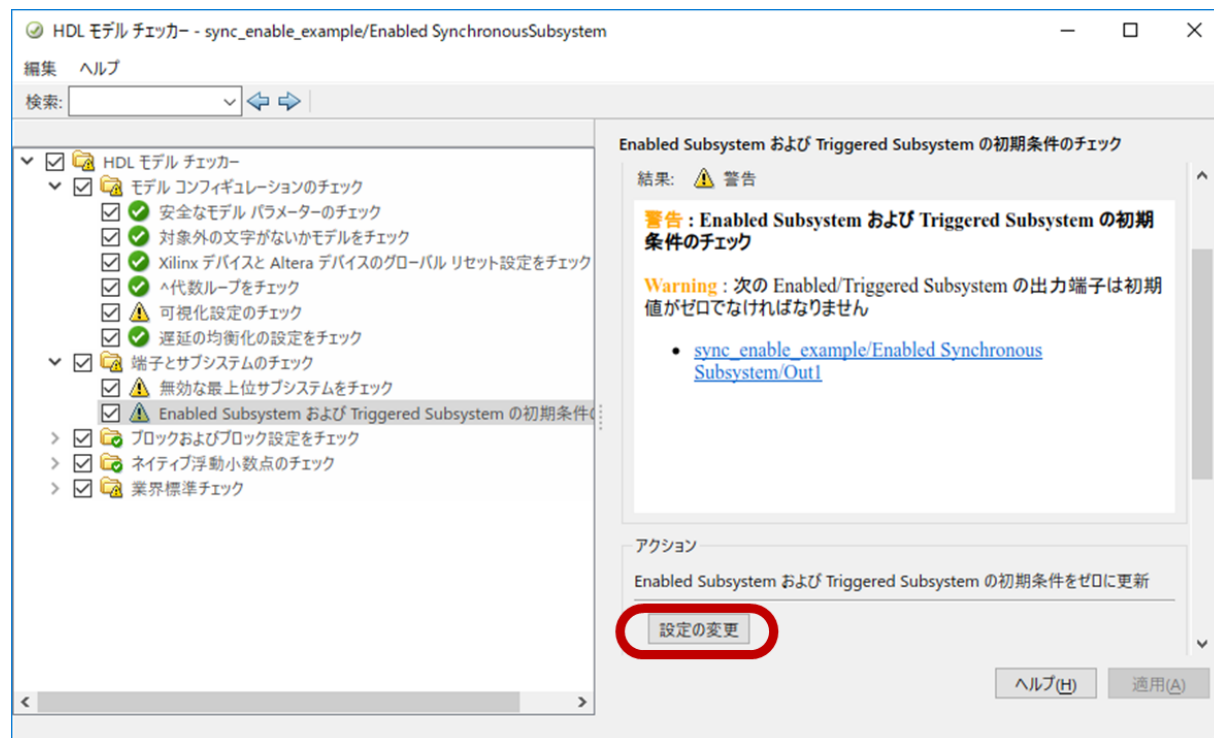 HDL モデル チェッカー - sync_enable_example/Enabled SynchronousSubsystem
編集 ヘルプ
検索:
HDL モデル チェッカー
モデル コンフィギュレーションのチェック
安全なモデル パラメーターのチェック
対象外の文字がないかモデルをチェック
Xilinx デバイスと Altera デバイスのグローバル リセット設定をチェック
^代数ループをチェック
可視化設定のチェック
遅延の均衡化の設定をチェック
端子とサブシステムのチェック
無効な最上位サブシステムをチェック
Enabled Subsystem および Triggered Subsystem の初期条件の
ブロックおよびブロック設定をチェック
ネイティブ浮動小数点のチェック
業界標準チェック
Enabled Subsystem および Triggered Subsystem の初期条件のチェック
結果: 警告
警告 : Enabled Subsystem および Triggered Subsystem の初期
条件のチェック
Warning : 次の Enabled/Triggered Subsystem の出力端子は初期
値がゼロでなければなりません
sync_enable_example/Enabled Synchronous
Subsystem/Out1
アクション
Enabled Subsystem および Triggered Subsystem の初期条件をゼロに更新
設定の変更
ヘルプ(H) 適用(A)